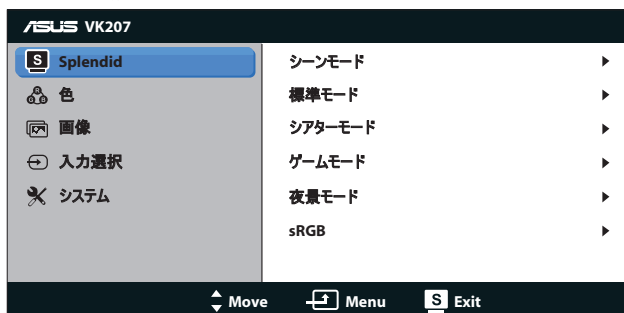 ASUS VK207
S Splendid
色
画像
入力選択
システム
シーンモード
標準モード
シアターモード
ゲームモード
夜景モード
sRGB
Move Menu S Exit